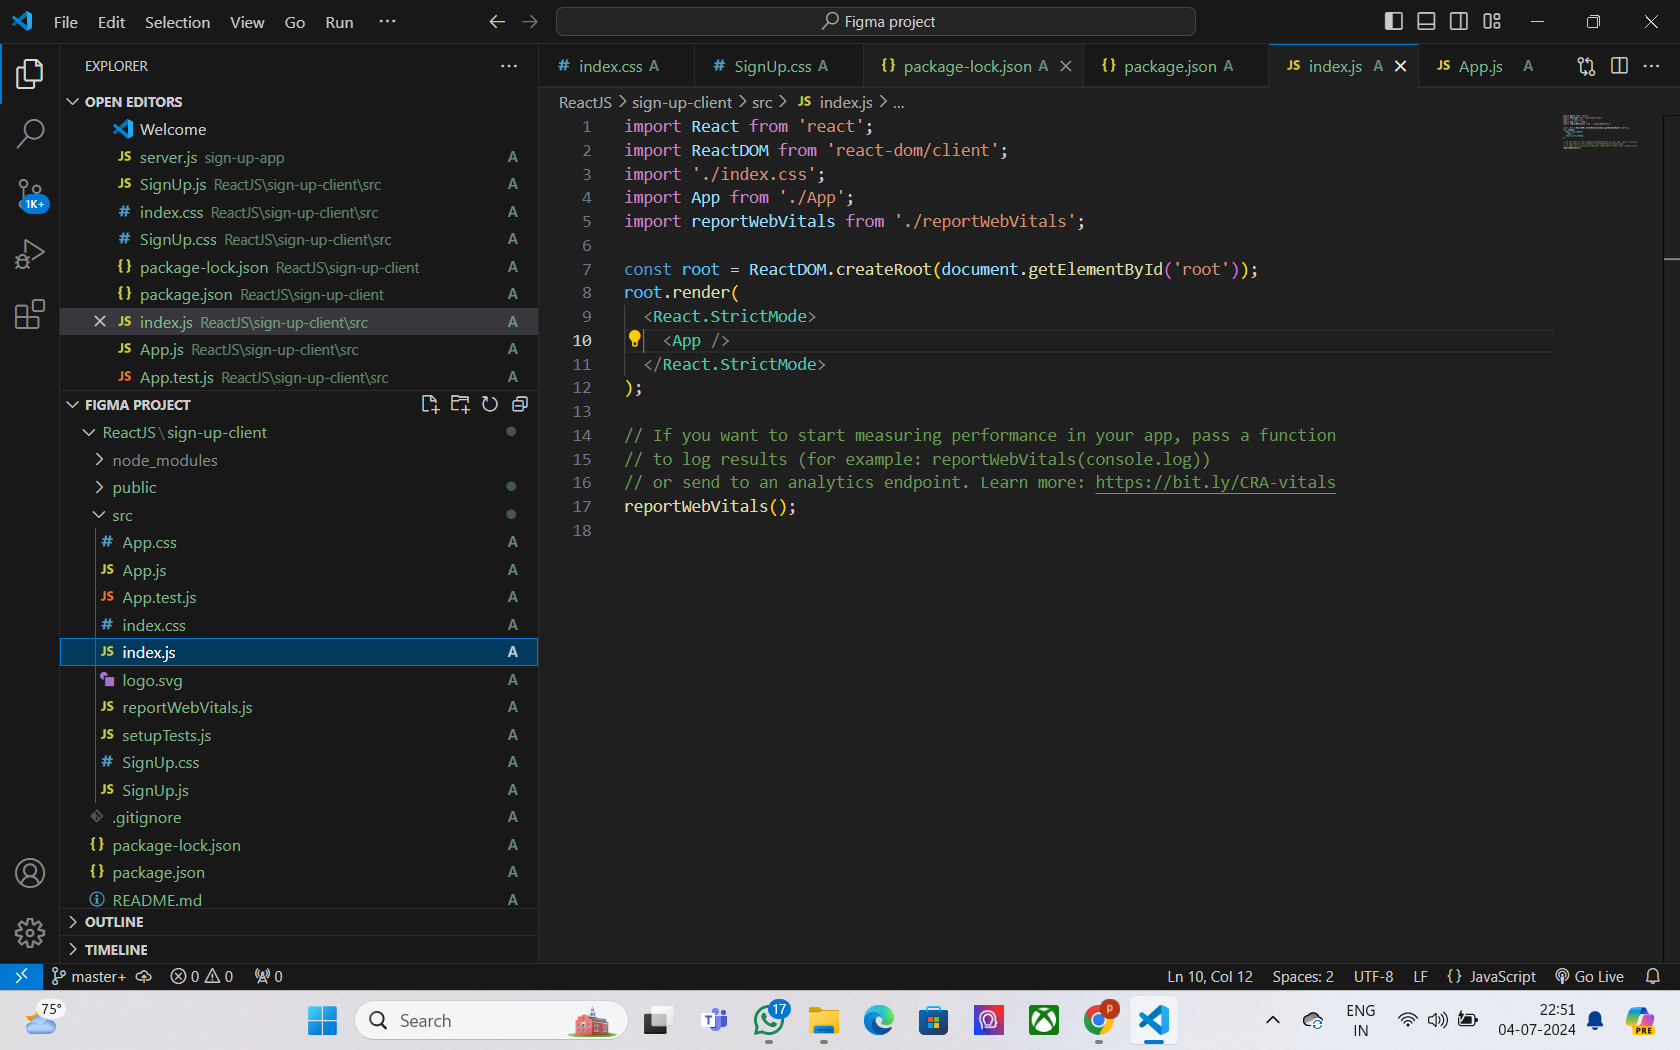 File Edit Selection View Go Run ···
Figma project
EXPLORER
OPEN EDITORS
Welcome
JS server.js sign-up-app A
JS SignUp.js ReactJS\sign-up-client\src A
# index.css ReactJS\sign-up-client\src A
# SignUp.css ReactJS\sign-up-client\src A
{} package-lock.json ReactJS\sign-up-client A
{} package.json ReactJS\sign-up-client A
JS index.js ReactJS\sign-up-client\src A
JS App.js ReactJS\sign-up-client\src A
JS App.test.js ReactJS\sign-up-client\src A
FIGMA PROJECT
ReactJS\sign-up-client
node_modules
public
src
# App.css A
JS App.js A
JS App.test.js A
# index.css A
JS index.js A
logo.svg A
JS reportWebVitals.js A
JS setupTests.js A
# SignUp.css A
JS SignUp.js A
.gitignore A
{} package-lock.json A
{} package.json A
README.md A
OUTLINE
TIMELINE
1K+
# index.css A # SignUp.css A {} package-lock.json A {} package.json A JS index.js A JS App.js A
ReactJS > sign-up-client > src > JS index.js > ...
1 import React from 'react';
2 import ReactDOM from 'react-dom/client';
3 import './index.css';
4 import App from './App';
5 import reportWebVitals from './reportWebVitals';
6
7 const root = ReactDOM.createRoot(document.getElementById('root'));
8 root.render(
9 <React.StrictMode>
10 <App />
11 </React.StrictMode>
12 );
13
14 // If you want to start measuring performance in your app, pass a function
15 // to log results (for example: reportWebVitals(console.log))
16 // or send to an analytics endpoint. Learn more: https://bit.ly/CRA-vitals
17 reportWebVitals();
18
master+ 0 0 0 Ln 10, Col 12 Spaces: 2 UTF-8 LF {} JavaScript Go Live
75° Search 17 p ENG 22:51
IN 04-07-2024 PRE